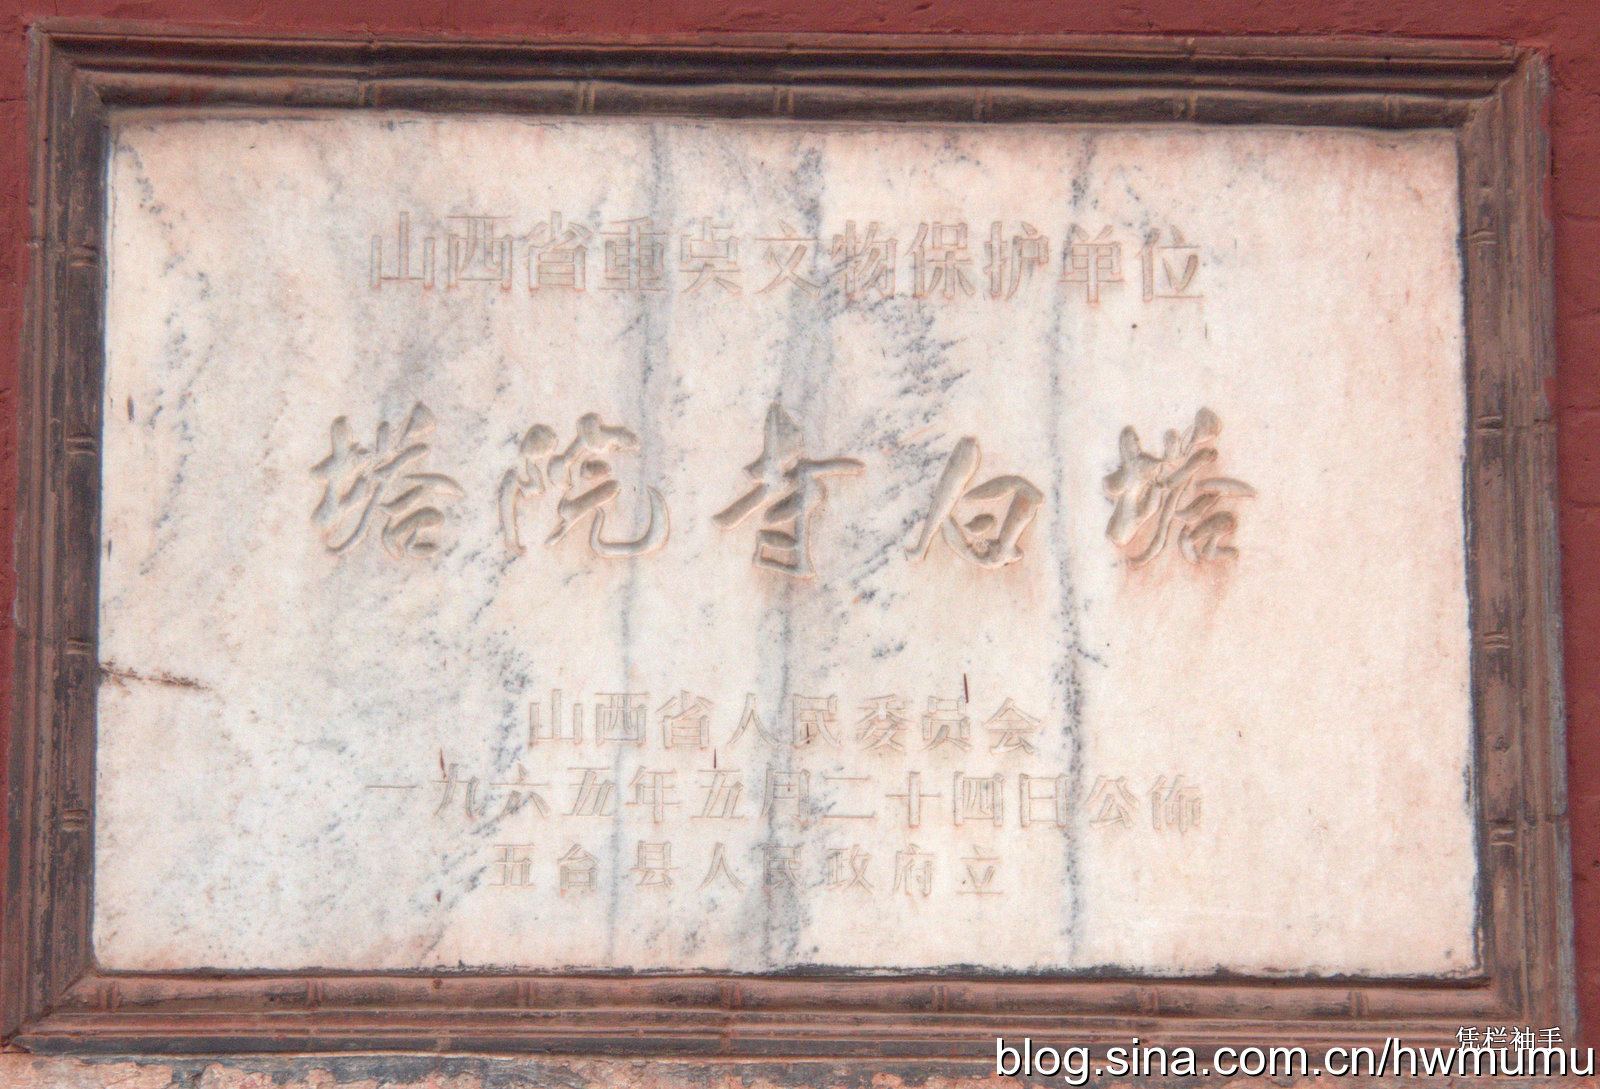 山西省重点文物保护单位
塔院寺白塔
山西省人民委员会
一九六五年五月二十四日公佈
五台县人民政府立
凭栏袖手
blog.sina.com.cn/hwmumu